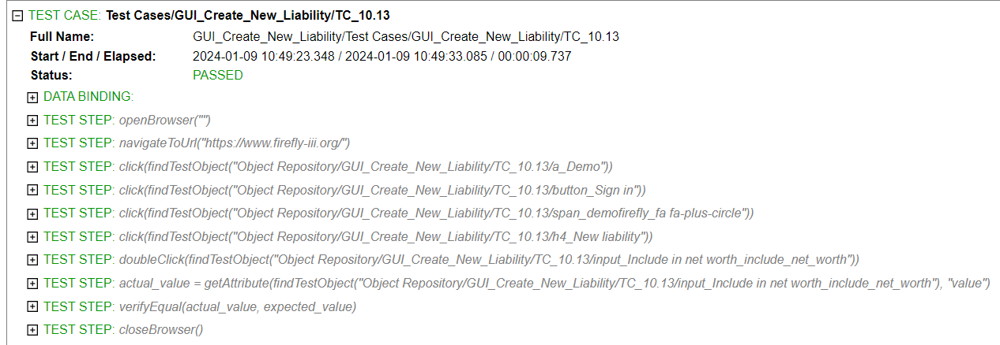 TEST CASE: Test Cases/GUI_Create_New_Liability/TC_10.13
Full Name: GUI_Create_New_Liability/Test Cases/GUI_Create_New_Liability/TC_10.13
Start / End / Elapsed: 2024-01-09 10:49:23.348 / 2024-01-09 10:49:33.085 / 00:00:09.737
Status: PASSED
DATA BINDING:
TEST STEP: openBrowser("")
TEST STEP: navigateToUrl("https://www.firefly-iii.org/")
TEST STEP: click(findTestObject("Object Repository/GUI_Create_New_Liability/TC_10.13/a_Demo"))
TEST STEP: click(findTestObject("Object Repository/GUI_Create_New_Liability/TC_10.13/button_Sign in"))
TEST STEP: click(findTestObject("Object Repository/GUI_Create_New_Liability/TC_10.13/span_demofirefly_fa fa-plus-circle"))
TEST STEP: click(findTestObject("Object Repository/GUI_Create_New_Liability/TC_10.13/h4_New liability"))
TEST STEP: doubleClick(findTestObject("Object Repository/GUI_Create_New_Liability/TC_10.13/input_Include in net worth_include_net_worth"))
TEST STEP: actual_value = getAttribute(findTestObject("Object Repository/GUI_Create_New_Liability/TC_10.13/input_Include in net worth_include_net_worth"), "value")
TEST STEP: verifyEqual(actual_value, expected_value)
TEST STEP: closeBrowser()